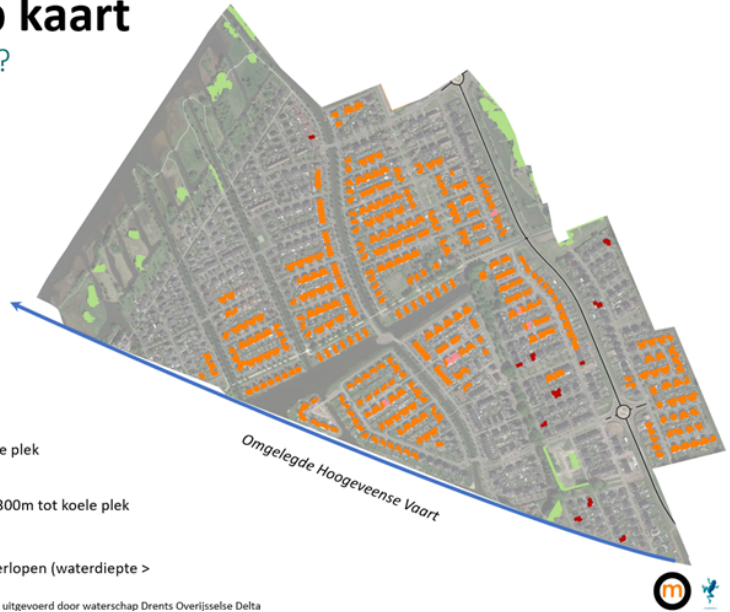 kaart
?
Omgelegde Hoogeveense Vaart
e plek
300m tot koele plek
erlopen (waterdiepte >
uitgevoerd door waterschap Drents Overijsselse Delta
m